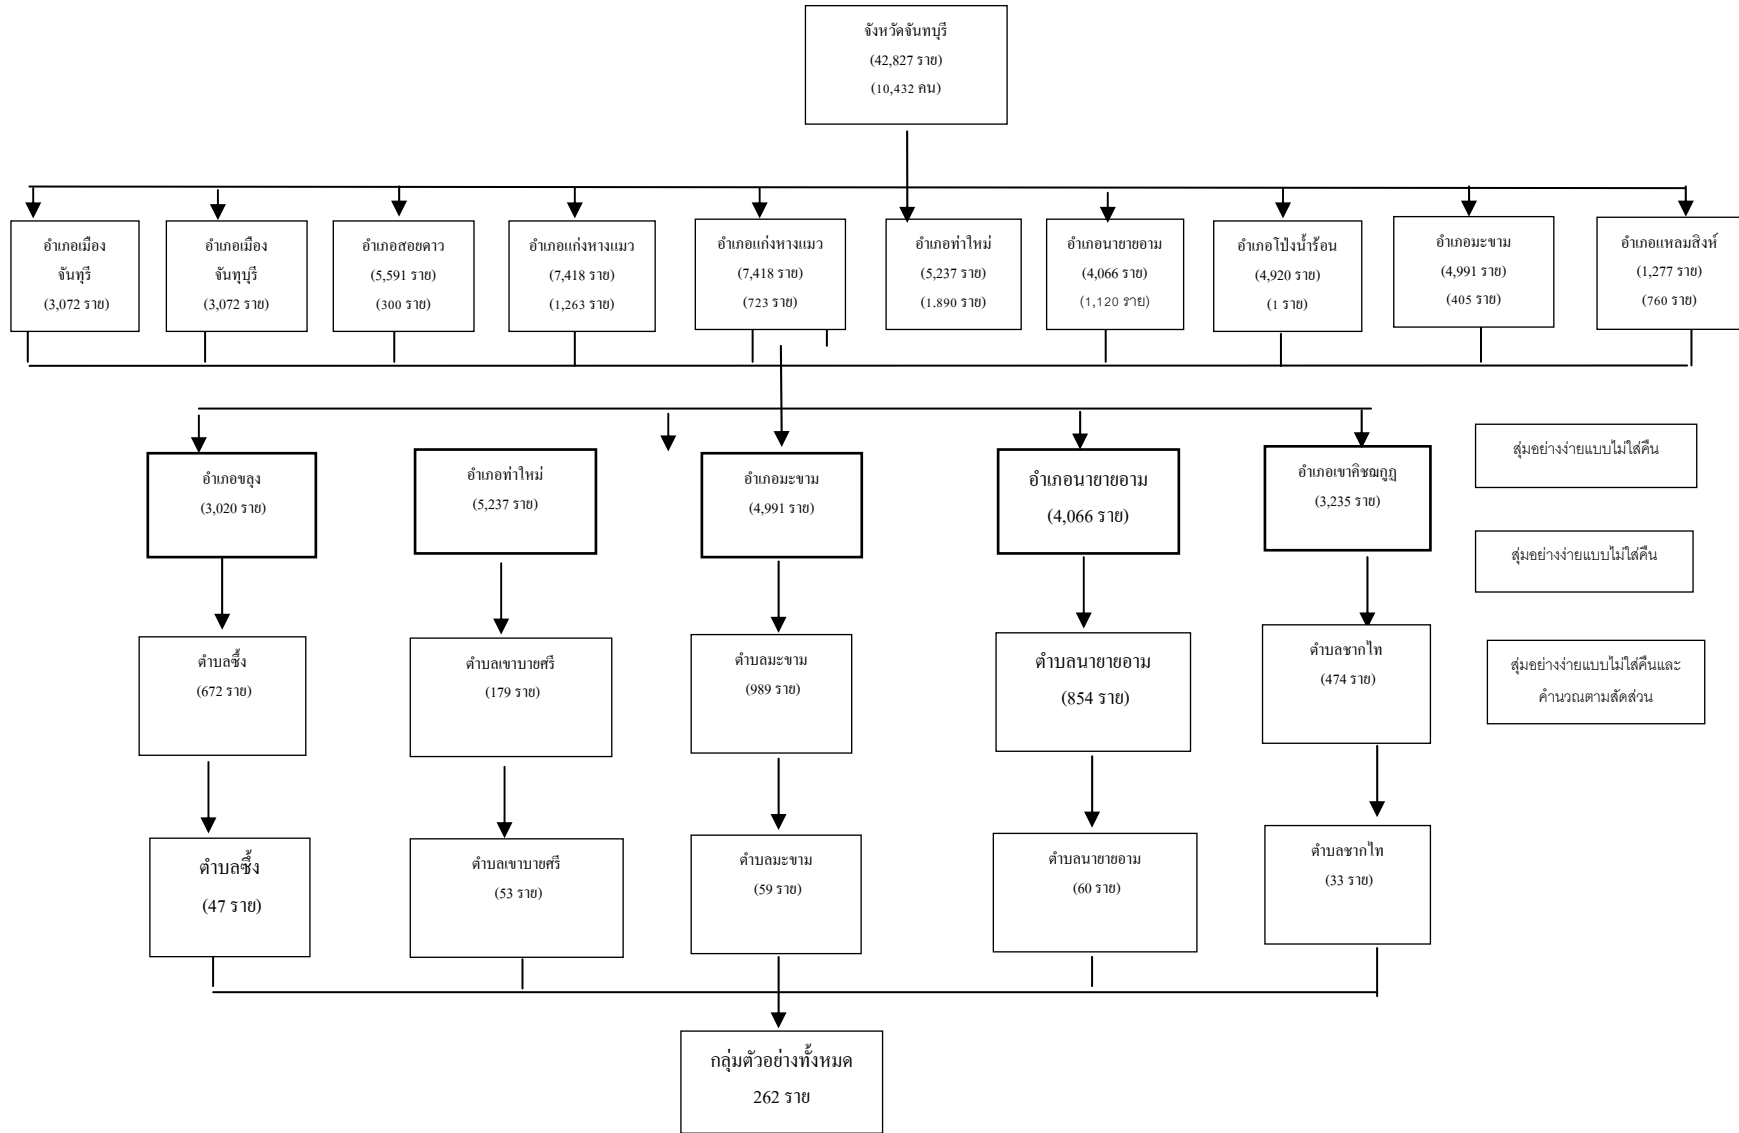 จังหวัดจันทบุรี
(42,827 ราย)
(10,432 คน)
อำเภอเมือง
จันทุรี
(3,072 ราย)
อำเภอเมือง
จันทุบุรี
(3,072 ราย)
อำเภอสอยดาว
(5,591 ราย)
(300 ราย)
อำเภอแก่งหางแมว
(7,418 ราย)
(1,263 ราย)
อำเภอแก่งหางแมว
(7,418 ราย)
(723 ราย)
อำเภอท่าใหม่
(5,237 ราย)
(1.890 ราย)
อำเภอนายายอาม
(4,066 ราย)
(1,120 ราย)
อำเภอโป่งน้ำร้อน
(4,920 ราย)
(1 ราย)
อำเภอมะขาม
(4,991 ราย)
(405 ราย)
อำเภอแหลมสิงห์
(1,277 ราย)
(760 ราย)
อำเภอขลุง
(3,020 ราย)
อำเภอท่าใหม่
(5,237 ราย)
อำเภอมะขาม
(4,991 ราย)
อำเภอนายายอาม
(4,066 ราย)
อำเภอเขาคิชฌกูฏ
(3,235 ราย)
สุ่มอย่างง่ายแบบไม่ใส่คืน
สุ่มอย่างง่ายแบบไม่ใส่คืน
ตำบลซึ้ง
(672 ราย)
ตำบลเขาบายศรี
(179 ราย)
ตำบลมะขาม
(989 ราย)
ตำบลนายายอาม
(854 ราย)
ตำบลชากไท
(474 ราย)
สุ่มอย่างง่ายแบบไม่ใส่คืนและ
คำนวณตามสัดส่วน
ตำบลซึ้ง
(47 ราย)
ตำบลเขาบายศรี
(53 ราย)
ตำบลมะขาม
(59 ราย)
ตำบลนายายอาม
(60 ราย)
ตำบลชากไท
(33 ราย)
กลุ่มตัวอย่างทั้งหมด
262 ราย